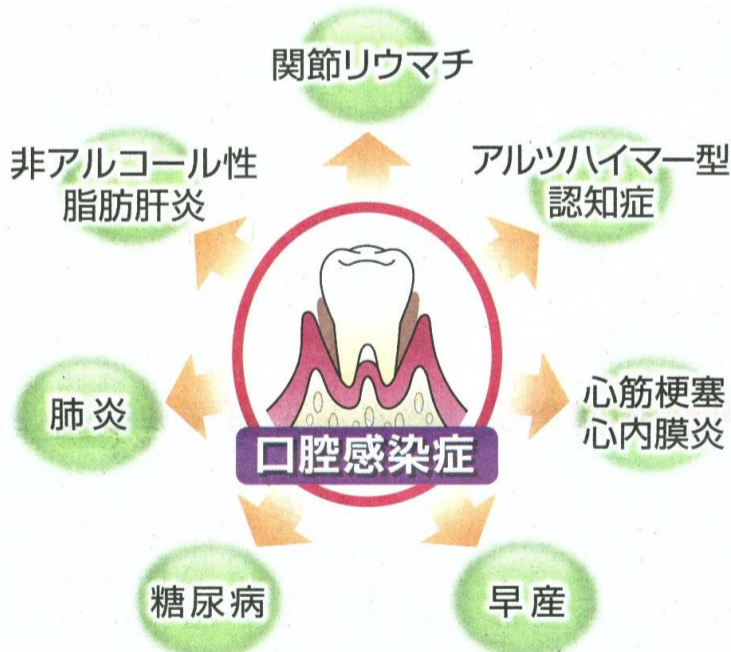 関節リウマチ
非アルコール性
脂肪肝炎
アルツハイマー型
認知症
肺炎
心筋梗塞
心内膜炎
口腔感染症
糖尿病
早産